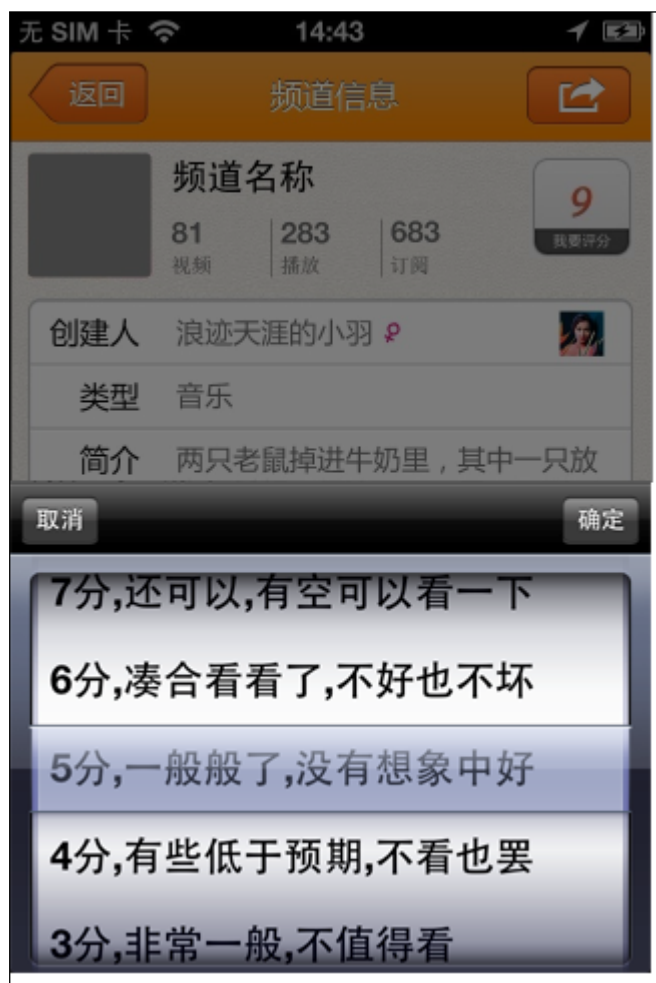 无 SIM 卡 14:43
返回 频道信息
频道名称
81 283 683
视频 播放 订阅
9
我要评分
创建人 浪迹天涯的小羽
类型 音乐
简介 两只老鼠掉进牛奶里，其中一只放
取消 确定
7分,还可以,有空可以看一下
6分,凑合看看了,不好也不坏
5分,一般般了,没有想象中好
4分,有些低于预期,不看也罢
3分,非常一般,不值得看